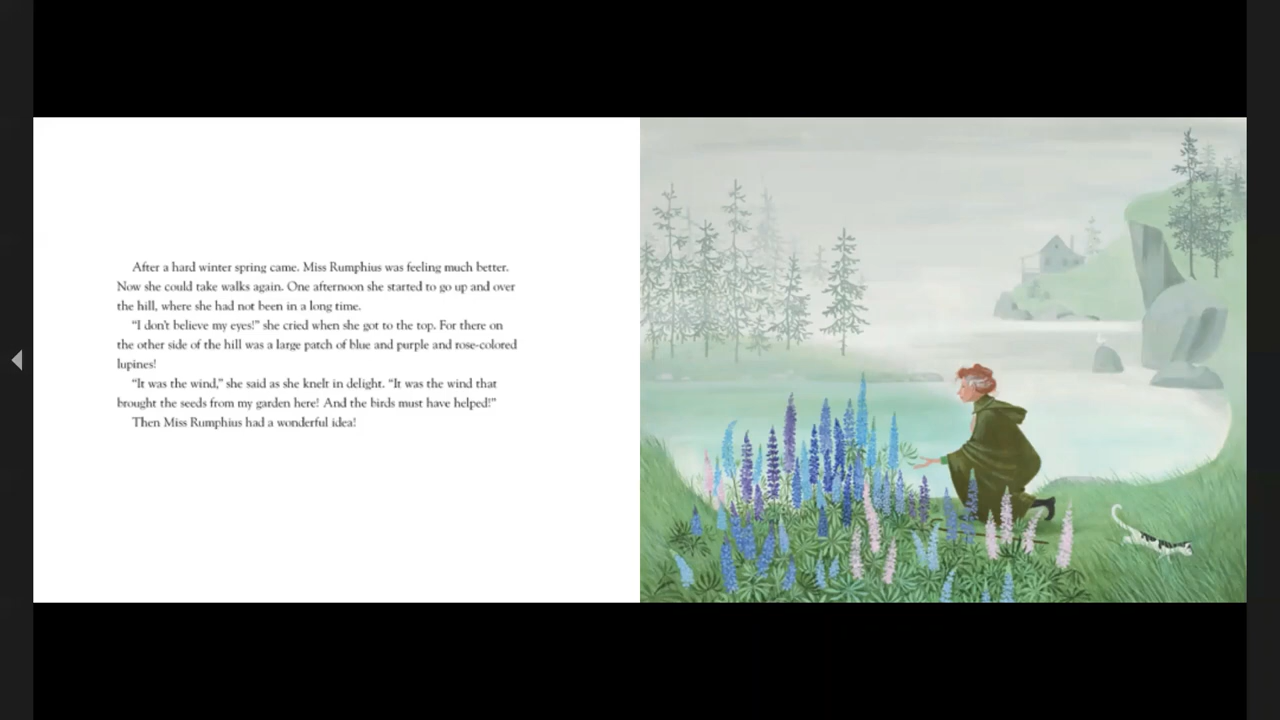 After a hard winter spring came. Miss Rumphius was feeling much better.
Now she could take walks again. One afternoon she started to go up and over
the hill, where she had not been in a long time.
“I don’t believe my eyes!” she cried when she got to the top. For there on
the other side of the hill was a large patch of blue and purple and rose-colored
lupines!
“It was the wind,” she said as she knelt in delight. “It was the wind that
brought the seeds from my garden here! And the birds must have helped!”
Then Miss Rumphius had a wonderful idea!